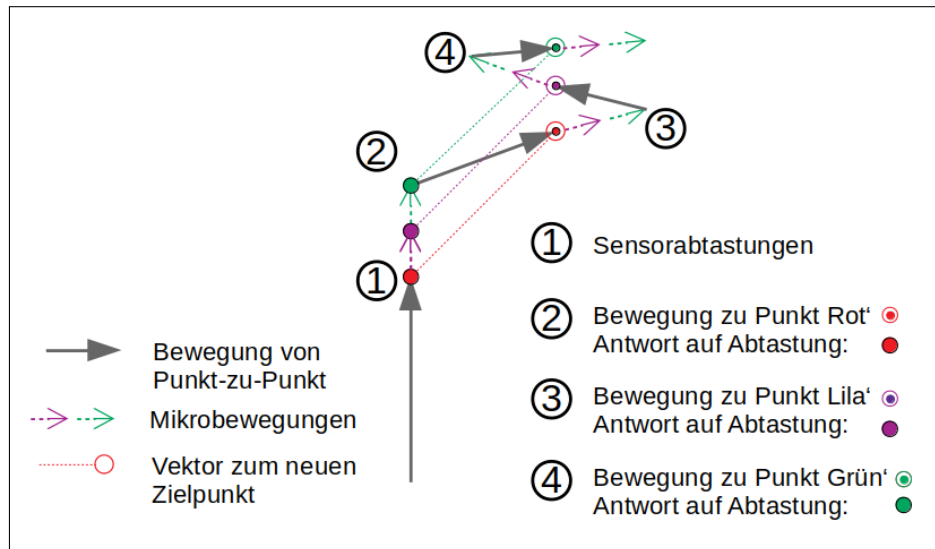 4
3
2
1
1 Sensorabtastungen
2 Bewegung zu Punkt Rot‘
Antwort auf Abtastung:
3 Bewegung zu Punkt Lila‘
Antwort auf Abtastung:
4 Bewegung zu Punkt Grün‘
Antwort auf Abtastung:
Bewegung von
Punkt-zu-Punkt
Mikrobewegungen
Vektor zum neuen
Zielpunkt